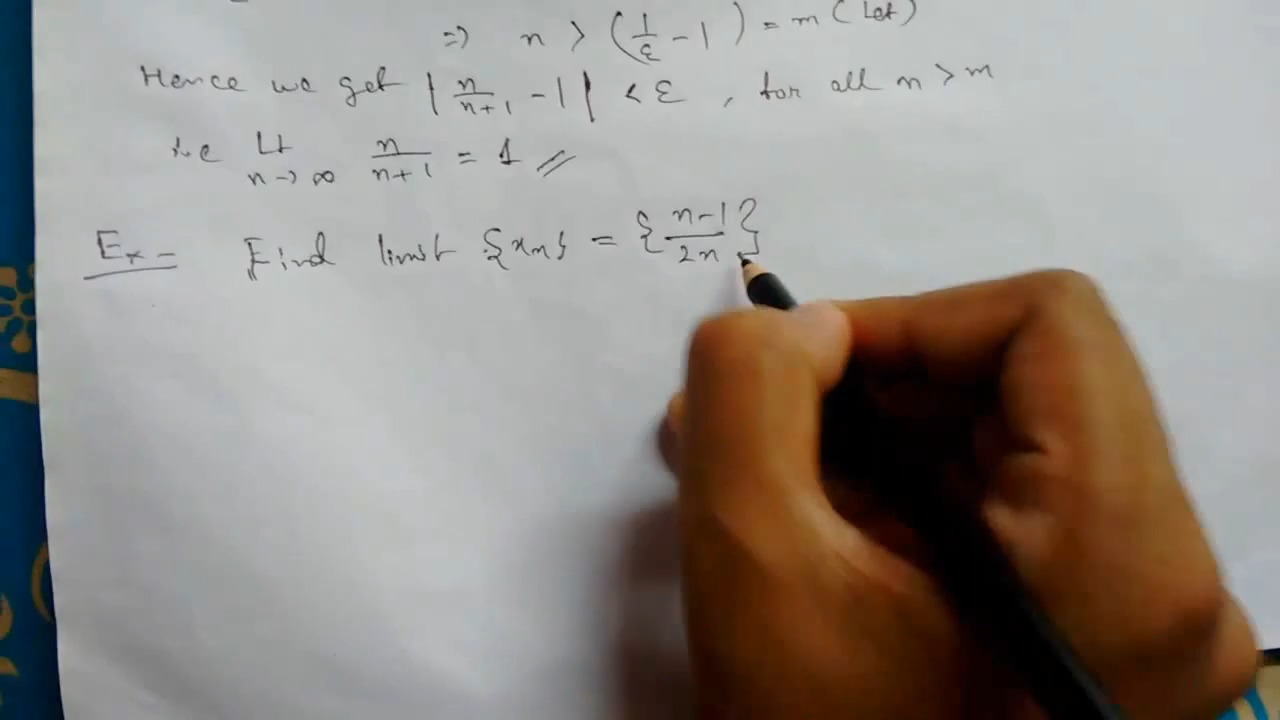 => n > (1/ε - 1) = m (Let)
Hence we get |n/n+1 - 1| < ε , for all n > m
i.e Lt n→∞ n/n+1 = 1 //
Ex - Find limit {xn} = {n-1/2n}